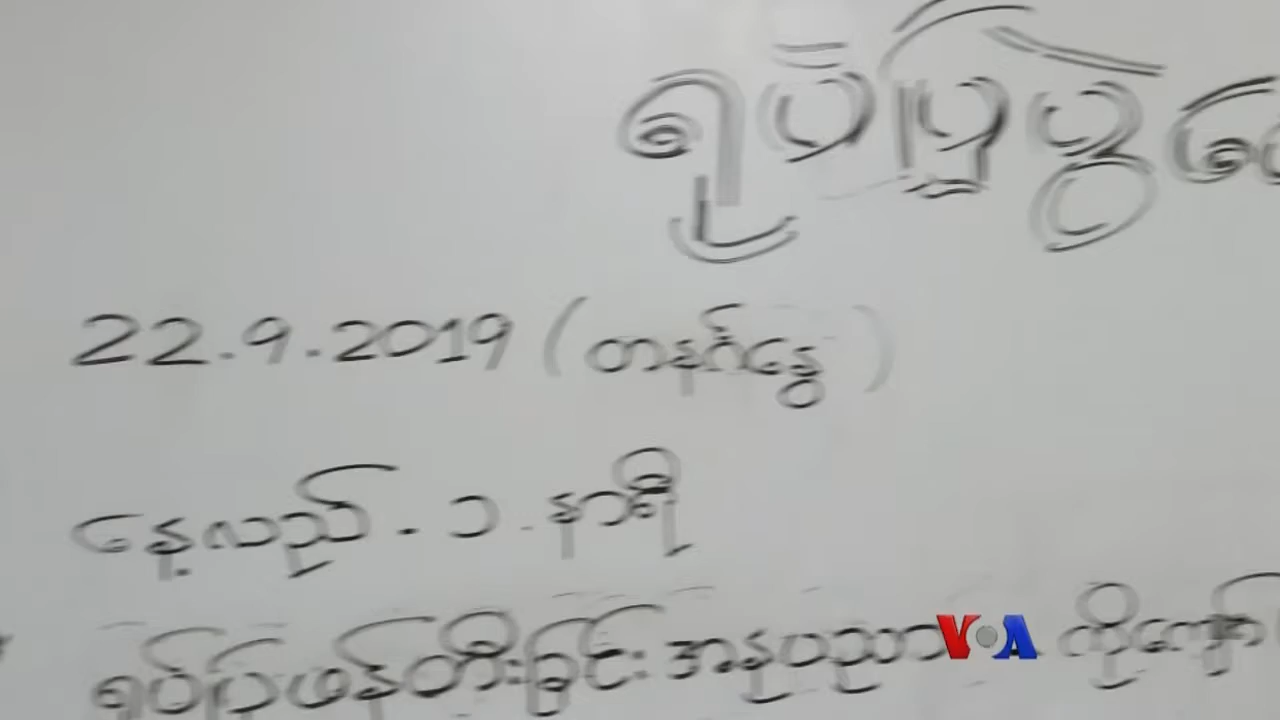 ရုပ်ပြပွဲ
22.9.2019 (တနင်္ဂနွေ)
နေ့လည် . ၁ . နာရီ
ရုပ်ပြဖန်တီးခြင်း အနုပညာ ကို
VOA